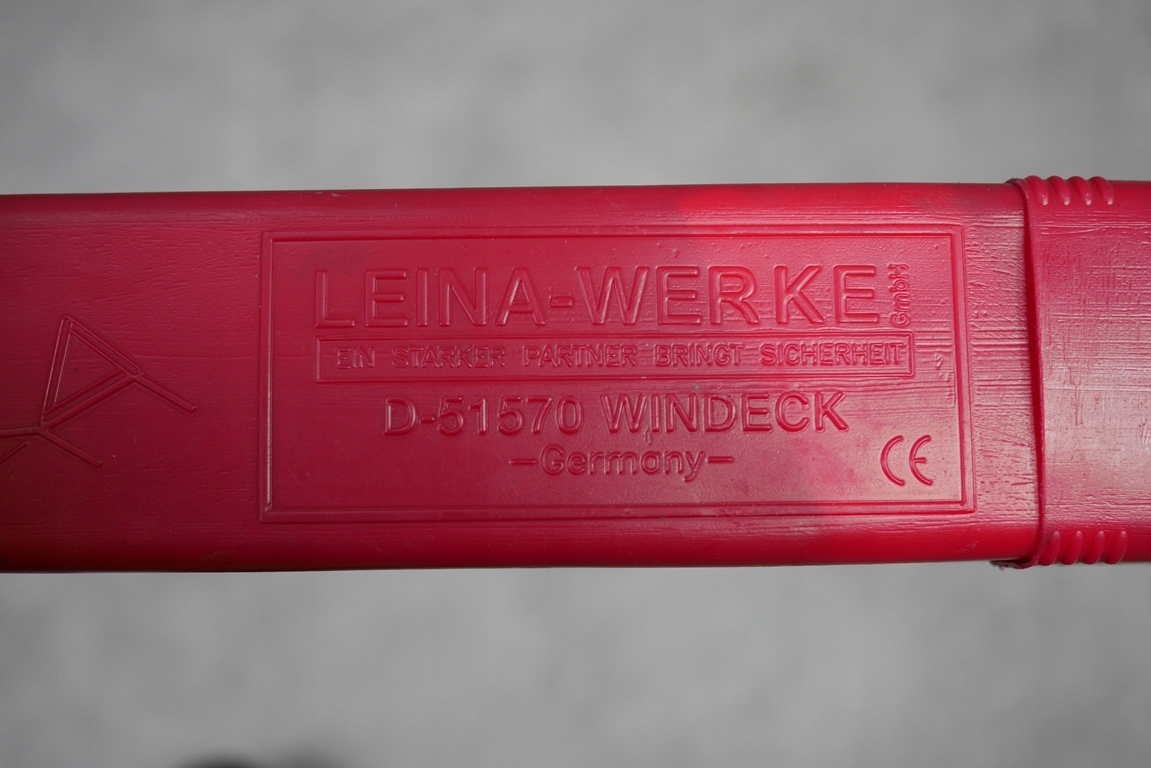 LEINA-WERKE GmbH
EIN STARKER PARTNER BRINGT SICHERHEIT
D-51570 WINDECK
-Germany-
CE